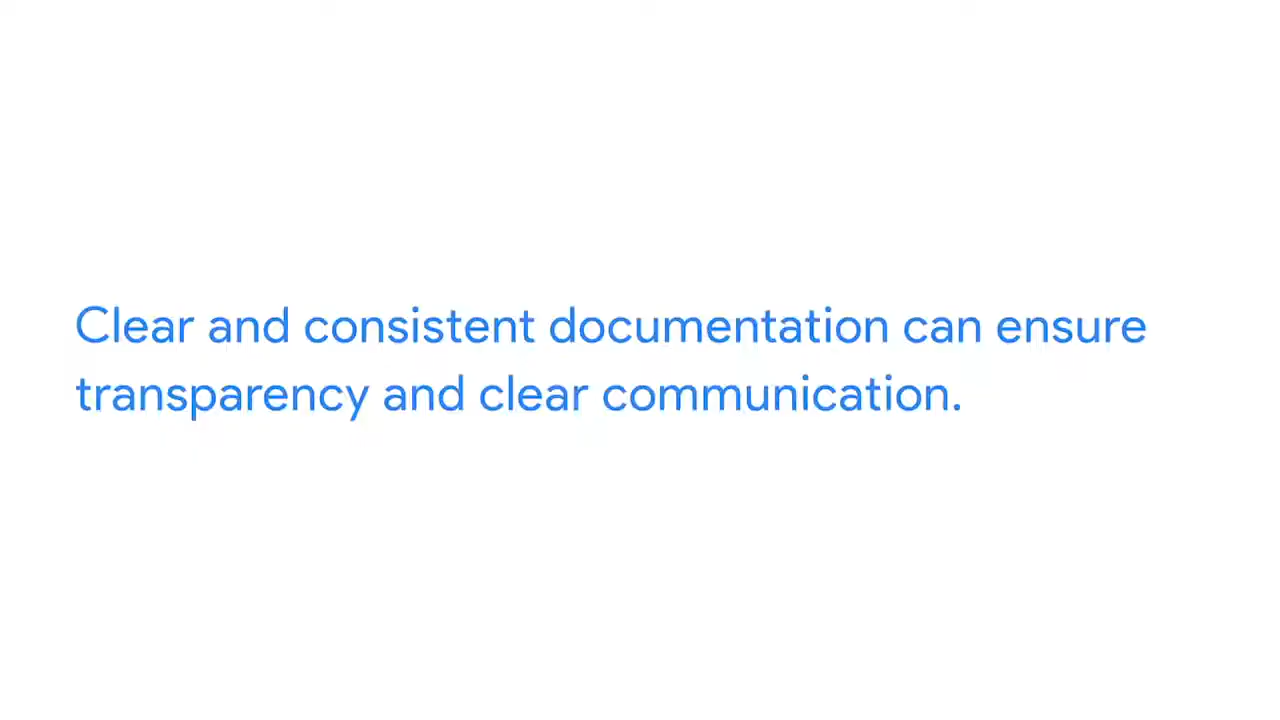 Clear and consistent documentation can ensure
transparency and clear communication.